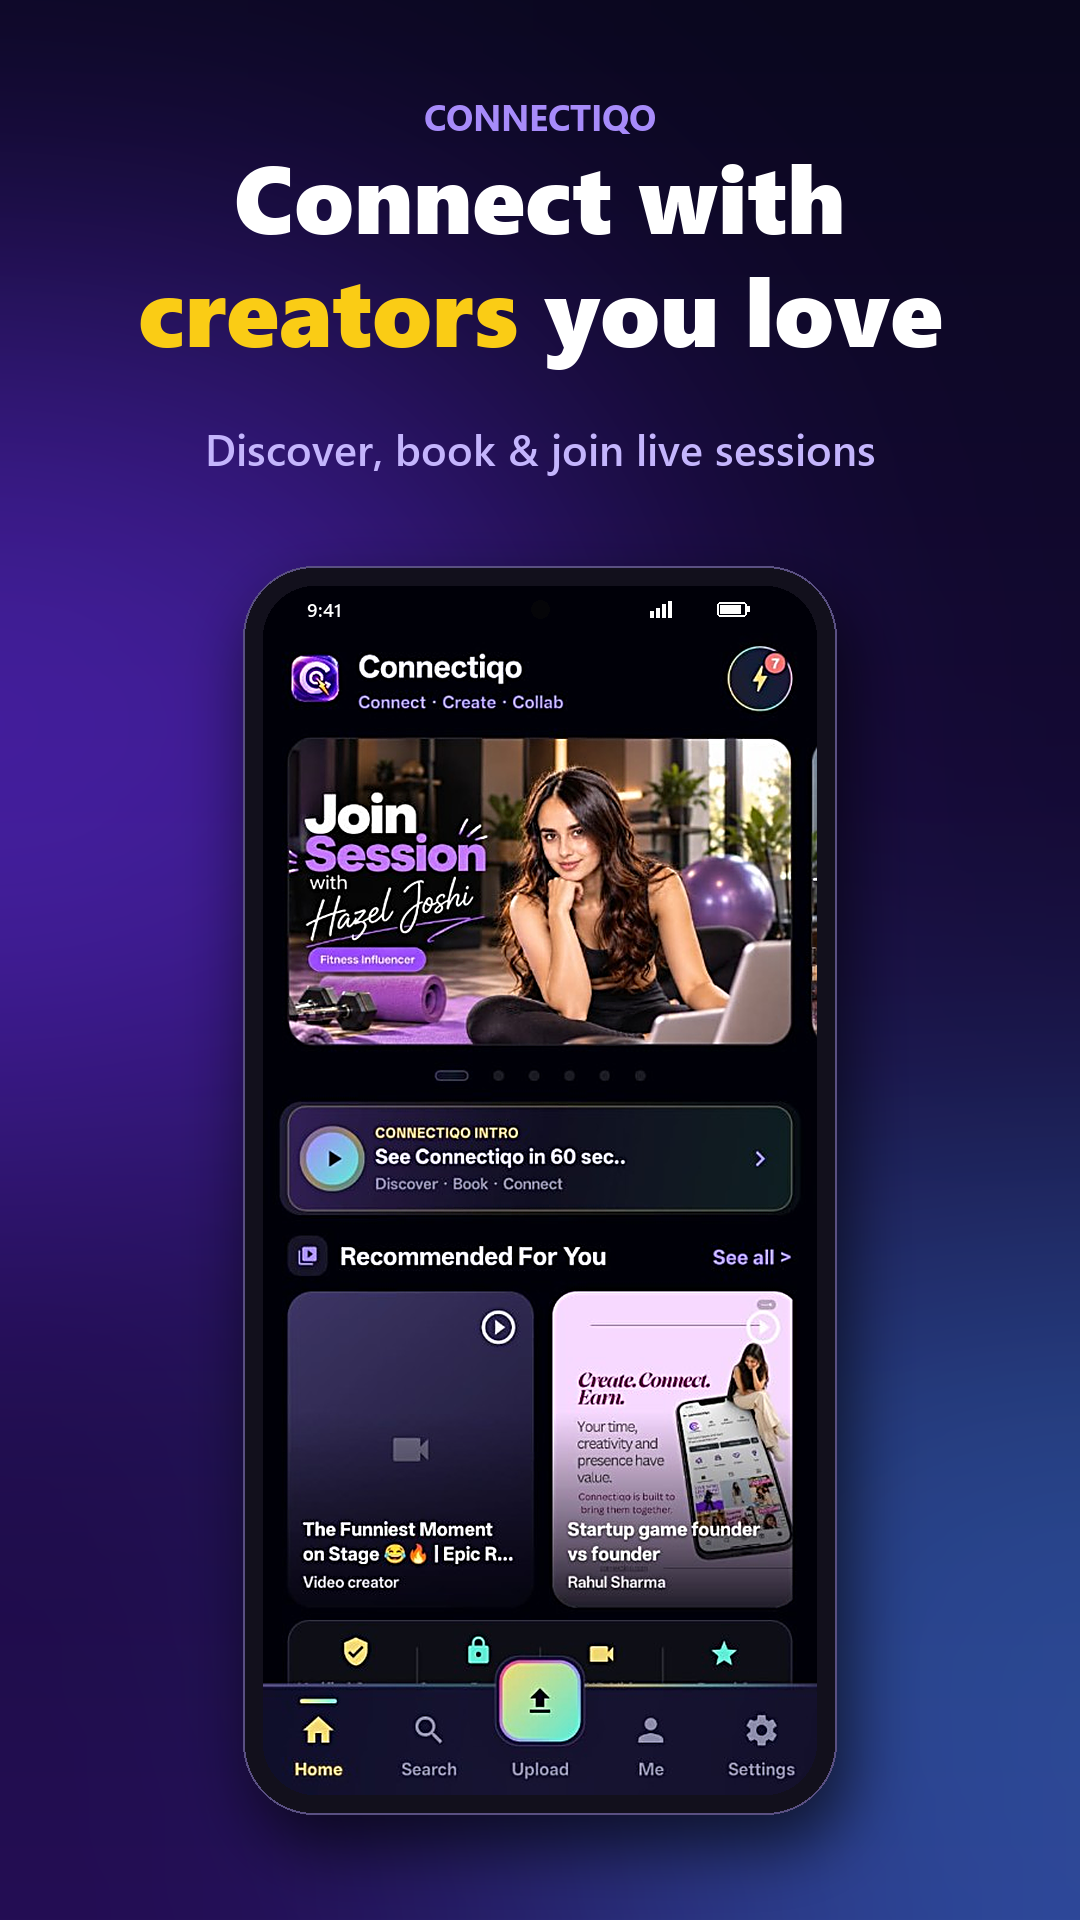 CONNECTIQO
Connect with
creators you love
Discover, book & join live sessions
9:41
Connectiqo
Connect · Create · Collab
7
Join
Session
with
Hazel Joshi
Fitness Influencer
CONNECTIQO INTRO
See Connectiqo in 60 sec..
Discover · Book · Connect
Recommended For You
See all >
The Funniest Moment
on Stage 😂🔥 | Epic R...
Video creator
Create. Connect.
Earn.
Your time,
creativity and
presence have
value.
Connectiqo is built to
bring them together.
Startup game founder
vs founder
Rahul Sharma
Home
Search
Upload
Me
Settings